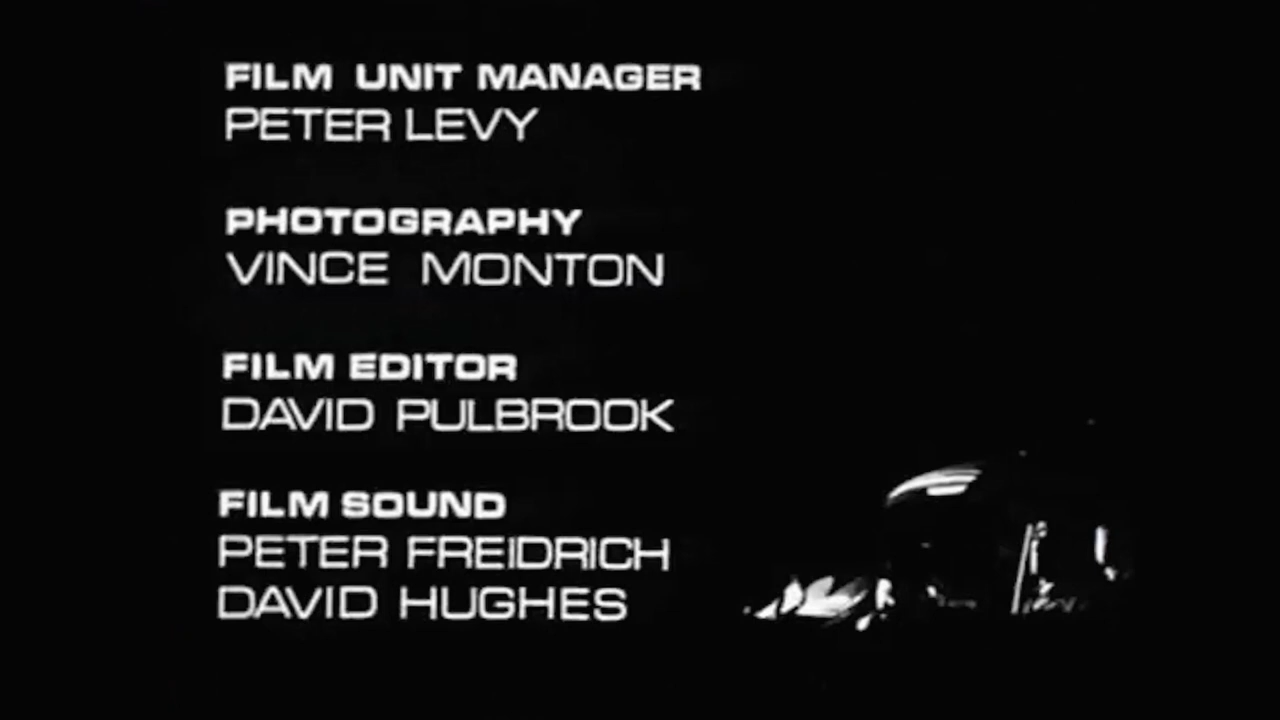 FILM UNIT MANAGER
PETER LEVY
PHOTOGRAPHY
VINCE MONTON
FILM EDITOR
DAVID PULBROOK
FILM SOUND
PETER FREIDRICH
DAVID HUGHES